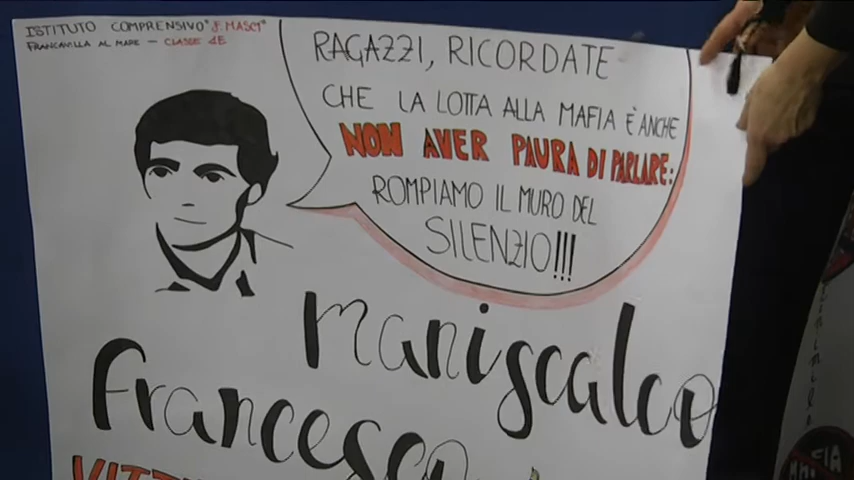 ISTITUTO COMPRENSIVO "F. MASCI"
FRANCAVILLA AL MARE - CLASSE 1E
RAGAZZI, RICORDATE
CHE LA LOTTA ALLA MAFIA È ANCHE
NON AVER PAURA DI PARLARE:
ROMPIAMO IL MURO DEL
SILENZIO!!!
maniscalco
francesco